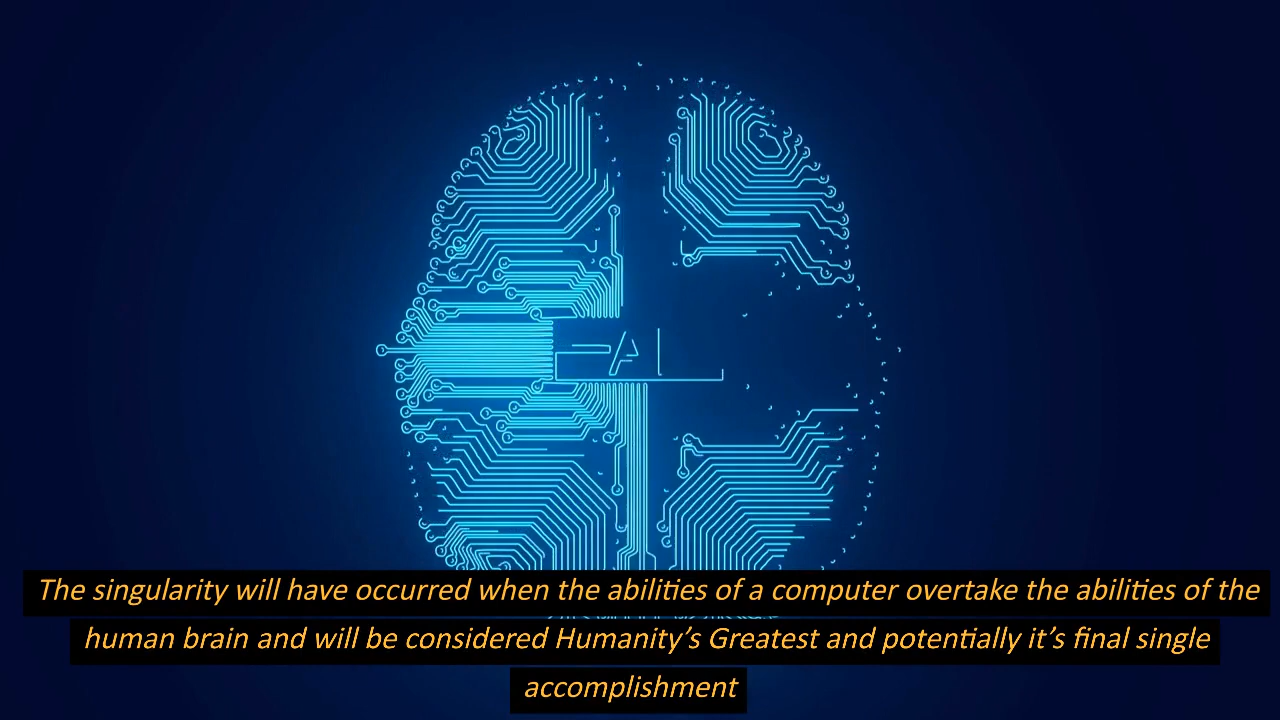 AI
The singularity will have occurred when the abilities of a computer overtake the abilities of the
human brain and will be considered Humanity’s Greatest and potentially it’s final single
accomplishment